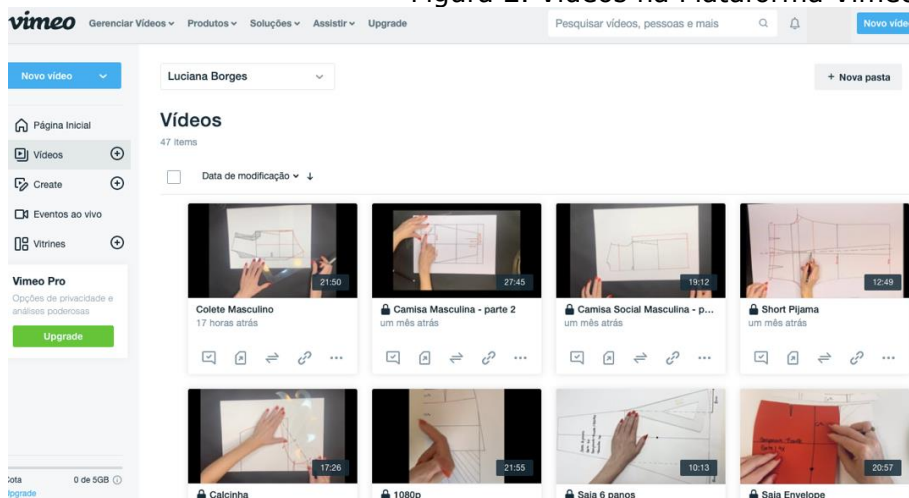 Figura 2. Vídeos na Plataforma Vimeo
vimeo Gerenciar Vídeos Produtos Soluções Assistir Upgrade Pesquisar vídeos, pessoas e mais Novo vídeo
Novo vídeo
Luciana Borges
+ Nova pasta
Página Inicial
Vídeos
Create
Eventos ao vivo
Vitrines
Vimeo Pro
Opções de privacidade e
análises poderosas
Upgrade
0 de 5GB
Upgrade
Vídeos
47 Items
Data de modificação ↓
21:50
27:45
19:12
12:49
Colete Masculino
17 horas atrás
Camisa Masculina - parte 2
um mês atrás
Camisa Social Masculina - p...
um mês atrás
Short Pijama
um mês atrás
17:26
21:55
10:13
20:57
Calcinha
1080p
Saia 6 panos
Saia Envelope